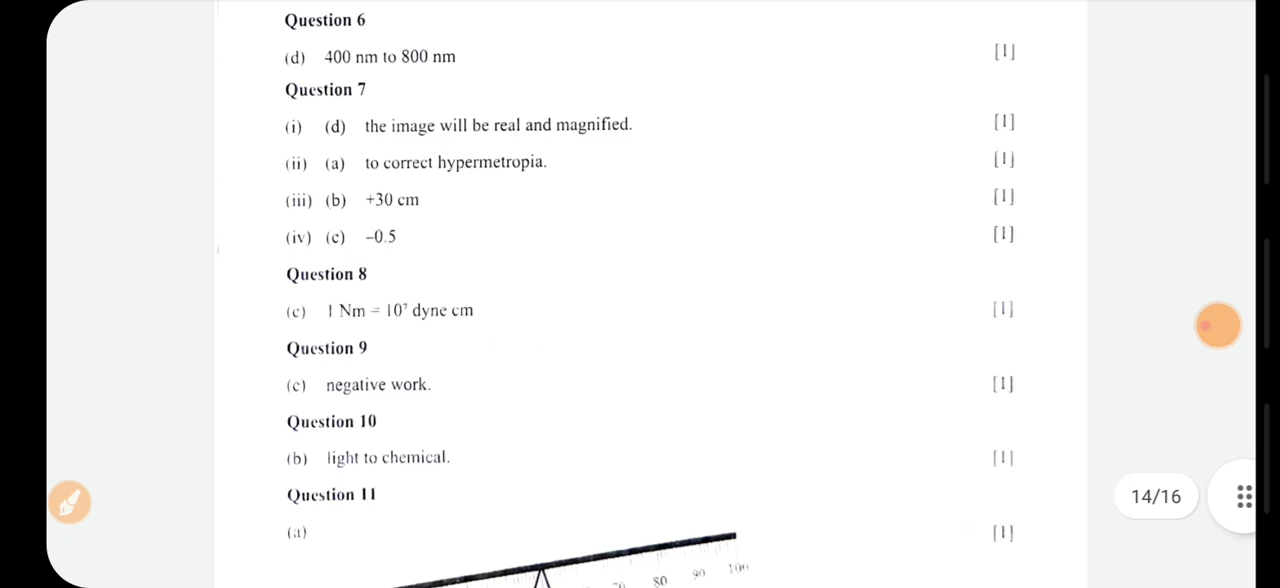 Question 6
(d) 400 nm to 800 nm [1]
Question 7
(i) (d) the image will be real and magnified. [1]
(ii) (a) to correct hypermetropia. [1]
(iii) (b) +30 cm [1]
(iv) (c) –0.5 [1]
Question 8
(c) 1 Nm = 10⁷ dyne cm [1]
Question 9
(c) negative work. [1]
Question 10
(b) light to chemical. [1]
14/16
Question 11
(a) [1]
80 90 100